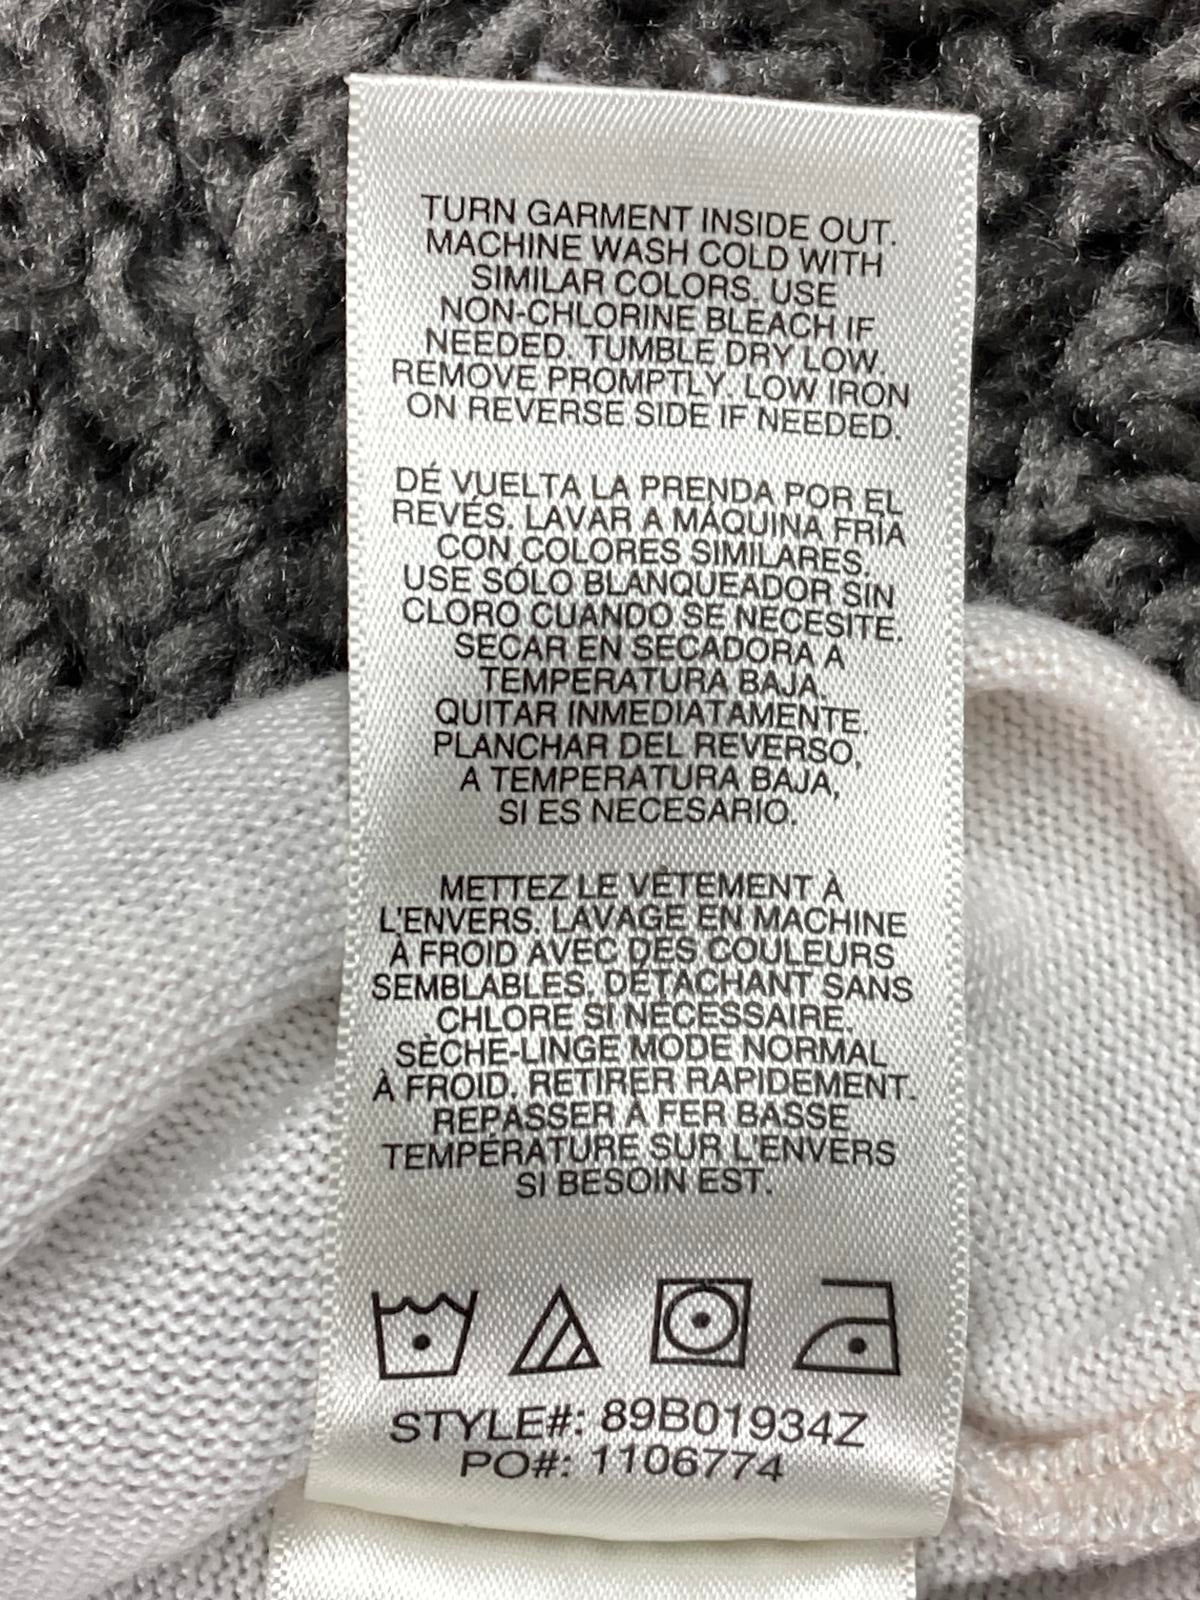 TURN GARMENT INSIDE OUT.
MACHINE WASH COLD WITH
SIMILAR COLORS. USE
NON-CHLORINE BLEACH IF
NEEDED. TUMBLE DRY LOW.
REMOVE PROMPTLY. LOW IRON
ON REVERSE SIDE IF NEEDED.
DÉ VUELTA LA PRENDA POR EL
REVÉS. LAVAR A MÁQUINA FRÍA
CON COLORES SIMILARES.
USE SÓLO BLANQUEADOR SIN
CLORO CUANDO SE NECESITE.
SECAR EN SECADORA A
TEMPERATURA BAJA.
QUITAR INMEDIATAMENTE.
PLANCHAR DEL REVERSO,
A TEMPERATURA BAJA,
SI ES NECESARIO.
METTEZ LE VÊTEMENT À
L'ENVERS. LAVAGE EN MACHINE
À FROID AVEC DES COULEURS
SEMBLABLES. DÉTACHANT SANS
CHLORE SI NÉCESSAIRE.
SÈCHE-LINGE MODE NORMAL
À FROID. RETIRER RAPIDEMENT.
REPASSER À FER BASSE
TEMPÉRATURE SUR L'ENVERS
SI BESOIN EST.
STYLE#: 89B01934Z
PO#: 1106774